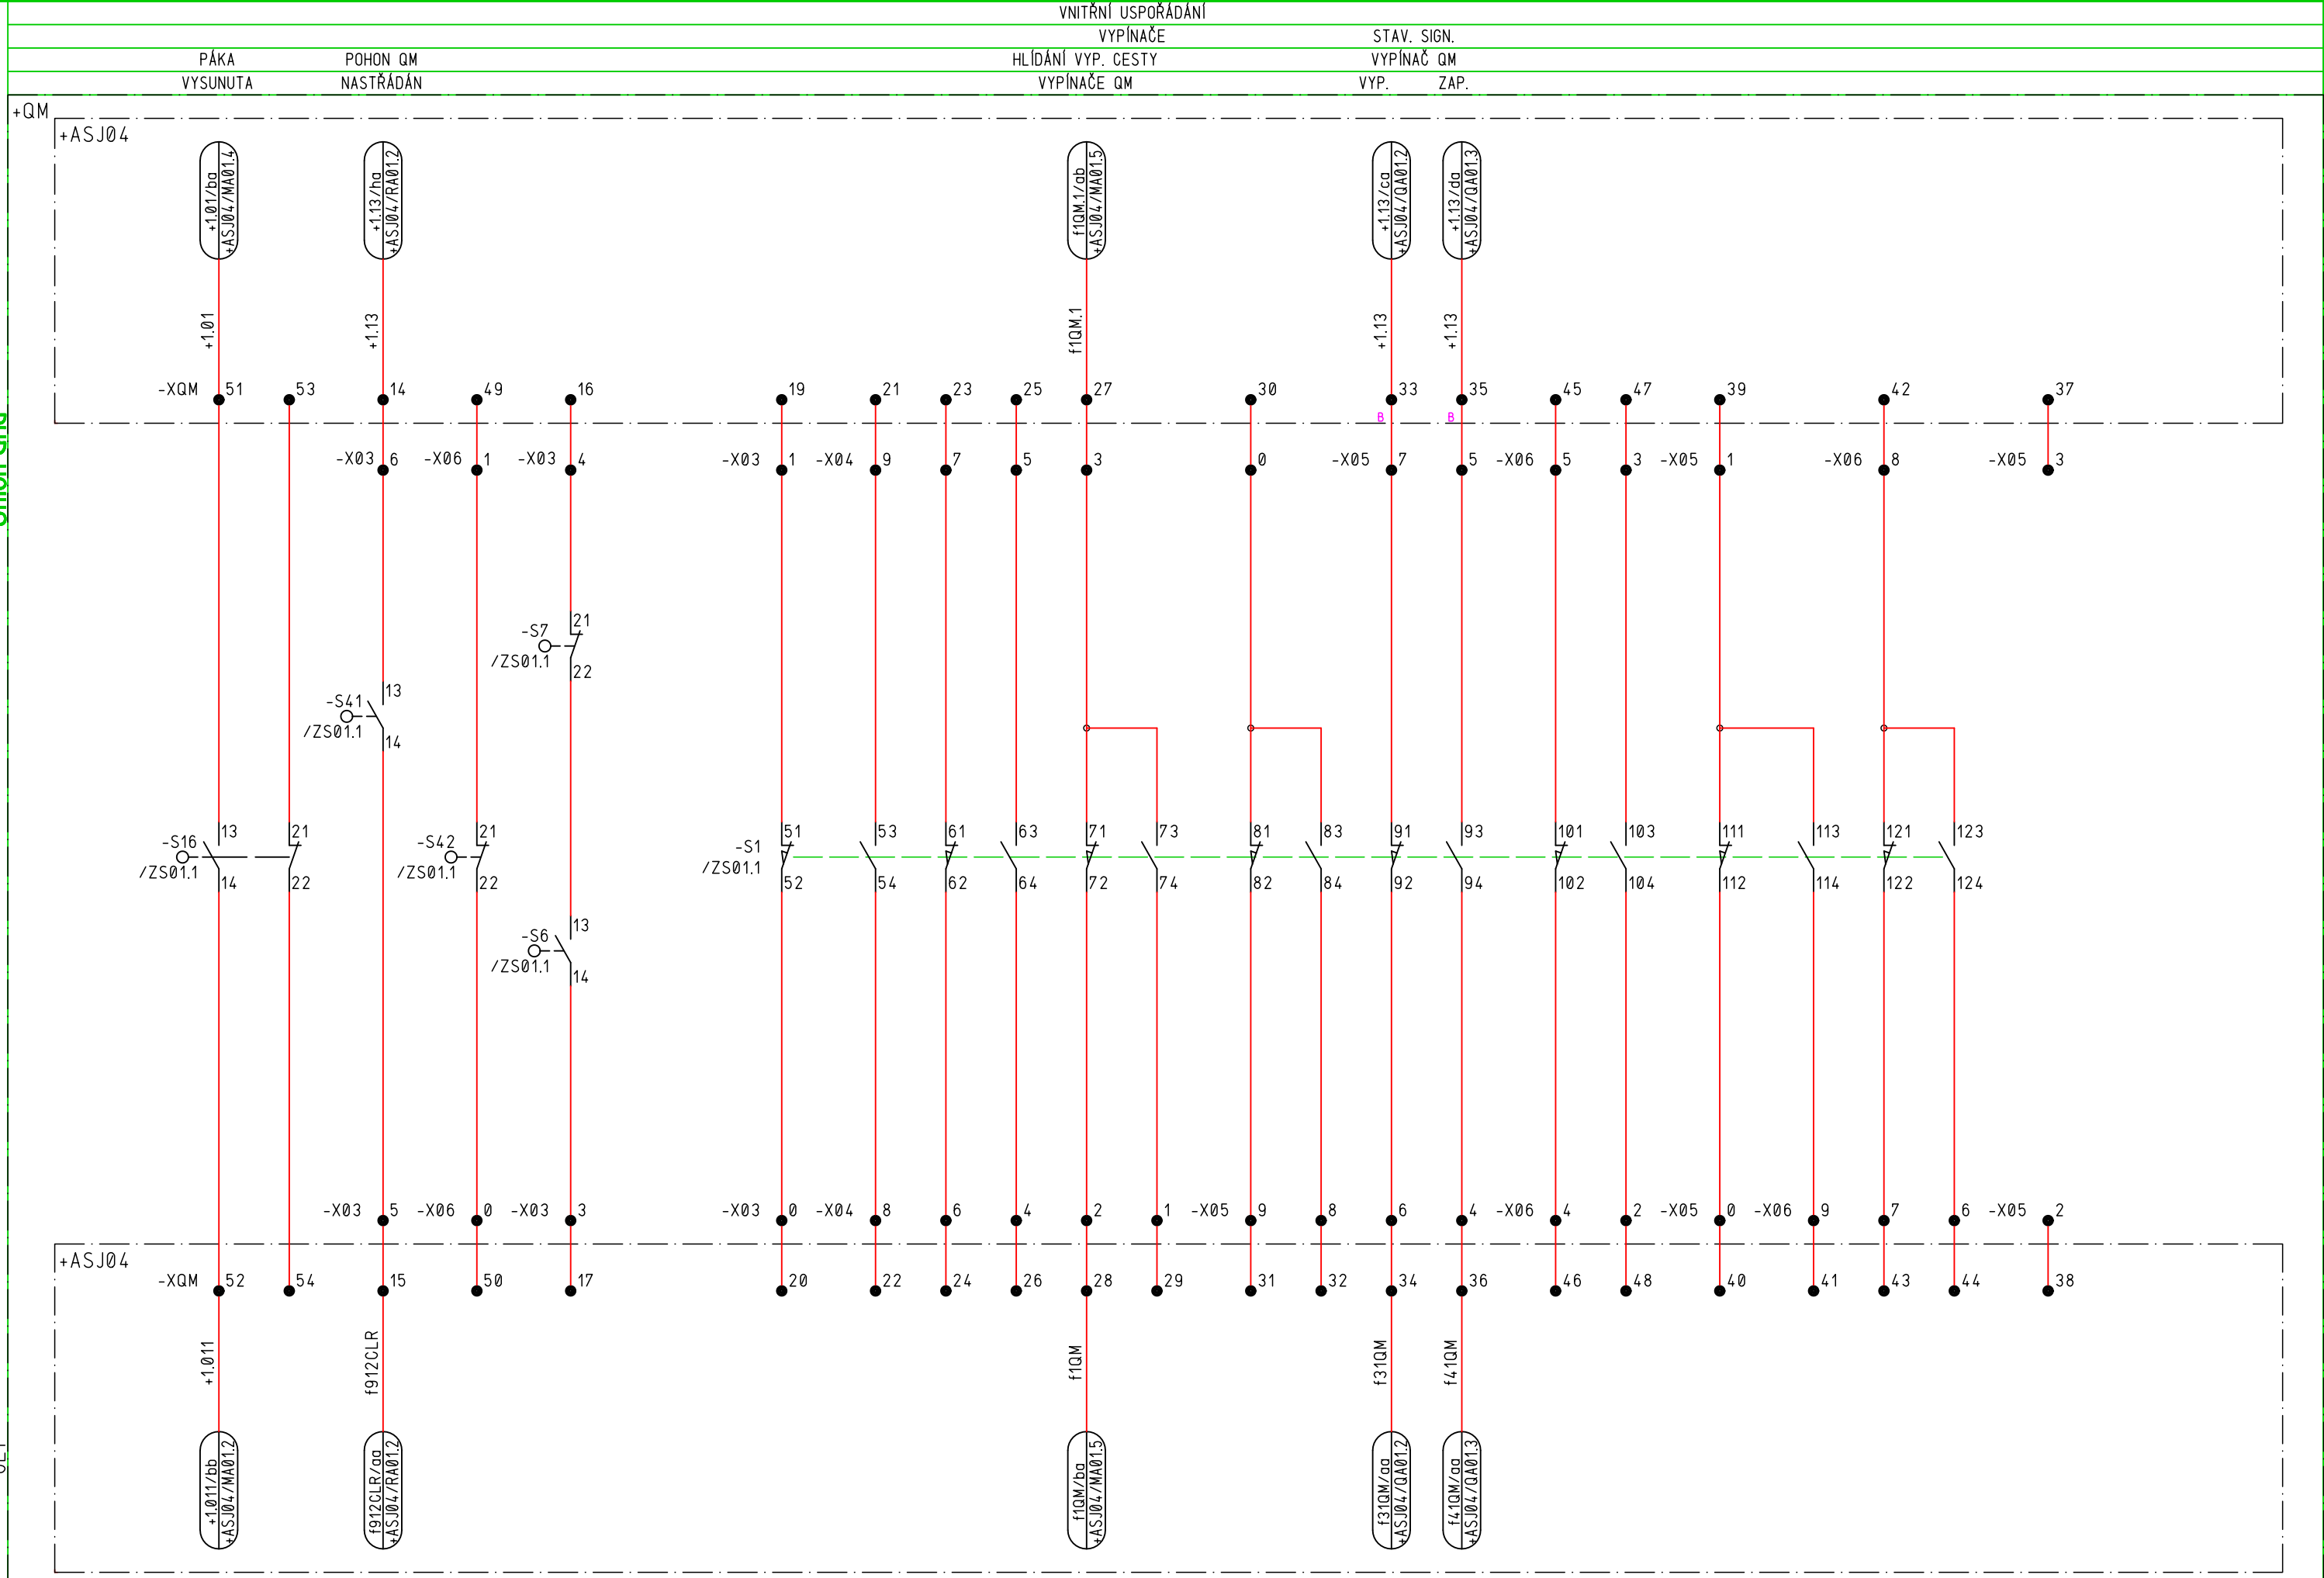 VNITŘNÍ USPOŘÁDÁNÍ
VYPÍNAČE STAV. SIGN.
PÁKA POHON QM HLÍDÁNÍ VYP. CESTY VYPÍNAČ QM
VYSUNUTA NASTŘÁDÁN VYPÍNAČE QM VYP. ZAP.
+QM
+ASJ04
+1.01/ba +ASJ04/MA01.4
+1.13/ha +ASJ04/RA01.2
f1QM.1/ab +ASJ04/MA01.5
+1.13/ca +ASJ04/QA01.2
+1.13/da +ASJ04/QA01.3
+1.01 +1.13 f1QM.1 +1.13 +1.13
-XQM 51 53 14 49 16 19 21 23 25 27 30 33 35 45 47 39 42 37
B B
-X03 6 -X06 1 -X03 4 -X03 1 -X04 9 7 5 3 0 -X05 7 5 -X06 5 3 -X05 1 -X06 8 -X05 3
-S7 21
/ZS01.1 22
-S41 13
/ZS01.1 14
-S16 13 21 -S42 21 -S1 51 53 61 63 71 73 81 83 91 93 101 103 111 113 121 123
/ZS01.1 14 22 /ZS01.1 22 /ZS01.1 52 54 62 64 72 74 82 84 92 94 102 104 112 114 122 124
-S6 13
/ZS01.1 14
-X03 5 -X06 0 -X03 3 -X03 0 -X04 8 6 4 2 1 -X05 9 8 6 4 -X06 4 2 -X05 0 -X06 9 7 6 -X05 2
+ASJ04
-XQM 52 54 15 50 17 20 22 24 26 28 29 31 32 34 36 46 48 40 41 43 44 38
+1.011 f912CLR f1QM f31QM f41QM
+1.011/bb +ASJ04/MA01.2
f912CLR/aa +ASJ04/RA01.2
f1QM/ba +ASJ04/MA01.5
f31QM/aa +ASJ04/QA01.2
f41QM/aa +ASJ04/QA01.3